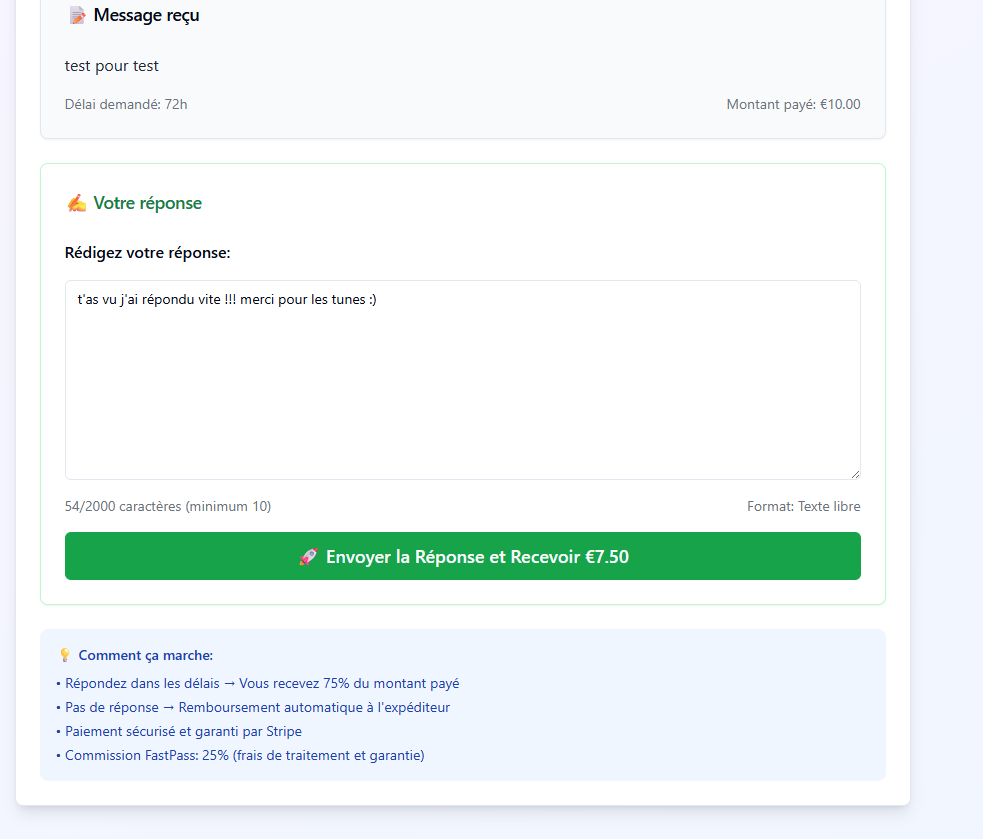 📝 Message reçu
test pour test
Délai demandé: 72h
Montant payé: €10.00
✍️ Votre réponse
Rédigez votre réponse:
t'as vu j'ai répondu vite !!! merci pour les tunes :)
54/2000 caractères (minimum 10)
Format: Texte libre
🚀 Envoyer la Réponse et Recevoir €7.50
💡 Comment ça marche:
• Répondez dans les délais → Vous recevez 75% du montant payé
• Pas de réponse → Remboursement automatique à l'expéditeur
• Paiement sécurisé et garanti par Stripe
• Commission FastPass: 25% (frais de traitement et garantie)